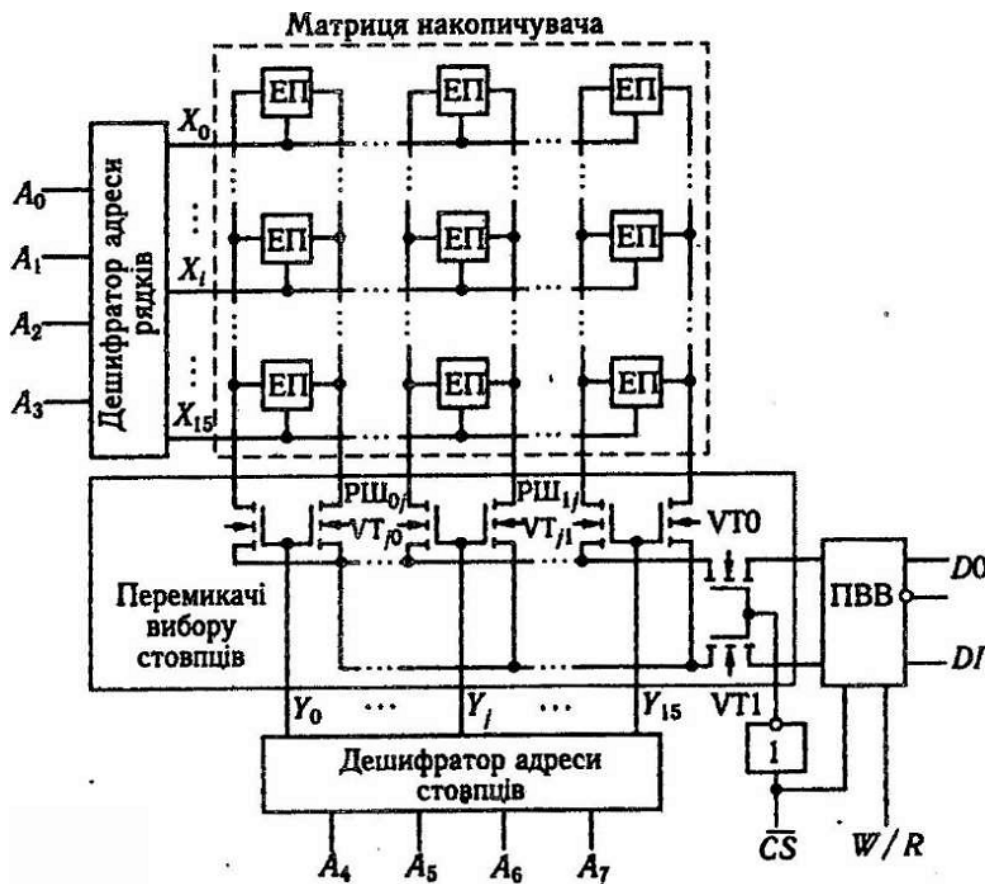 Матриця накопичувача
ЕП ЕП ЕП
X₀
A₀
A₁
A₂
A₃
Дешифратор адреси
рядків
ЕП ЕП ЕП
Xᵢ
ЕП ЕП ЕП
X₁₅
РШ₀ⱼ РШ₁ⱼ
VTⱼ₀ VTⱼ₁ VT0
Перемикачі
вибору
стовпців
ПВВ
D0
DI
VT1
Y₀ Yⱼ Y₁₅
1
Дешифратор адреси
стовпців
A₄ A₅ A₆ A₇
C̅S̅ W/R